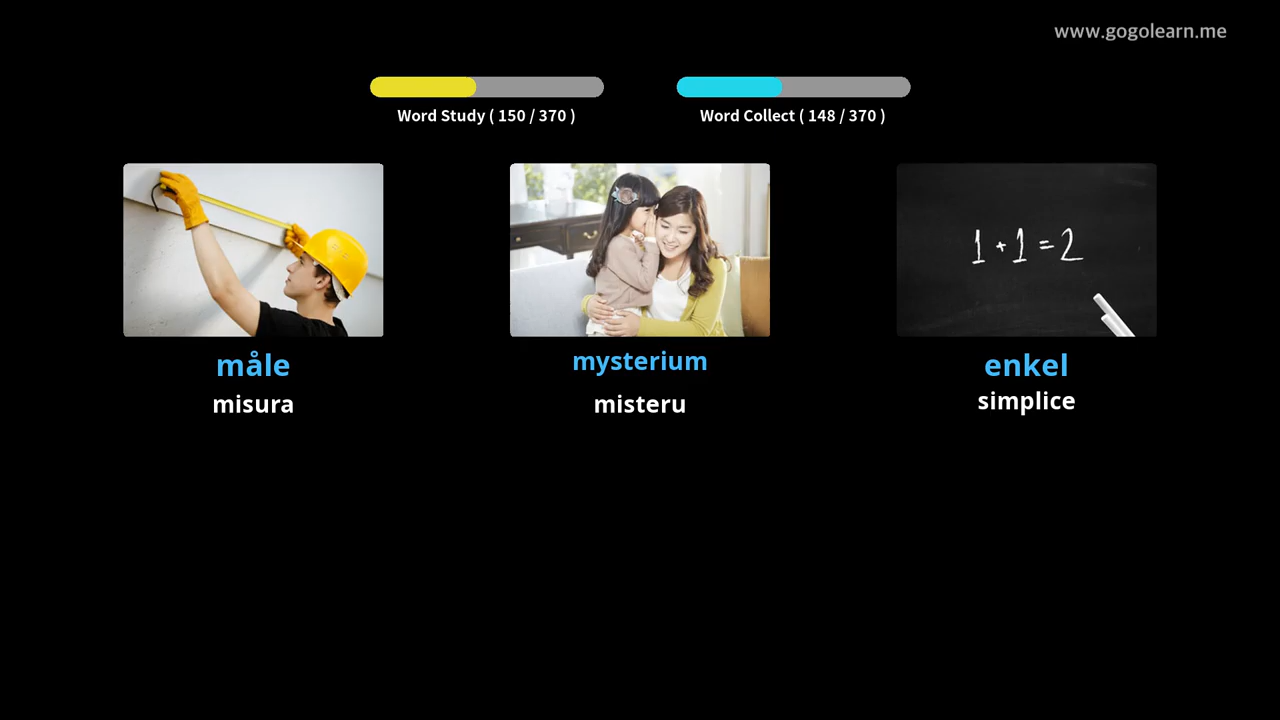 www.gogolearn.me
Word Study ( 150 / 370 )
Word Collect ( 148 / 370 )
1 + 1 = 2
måle
mysterium
enkel
misura
misteru
simplice